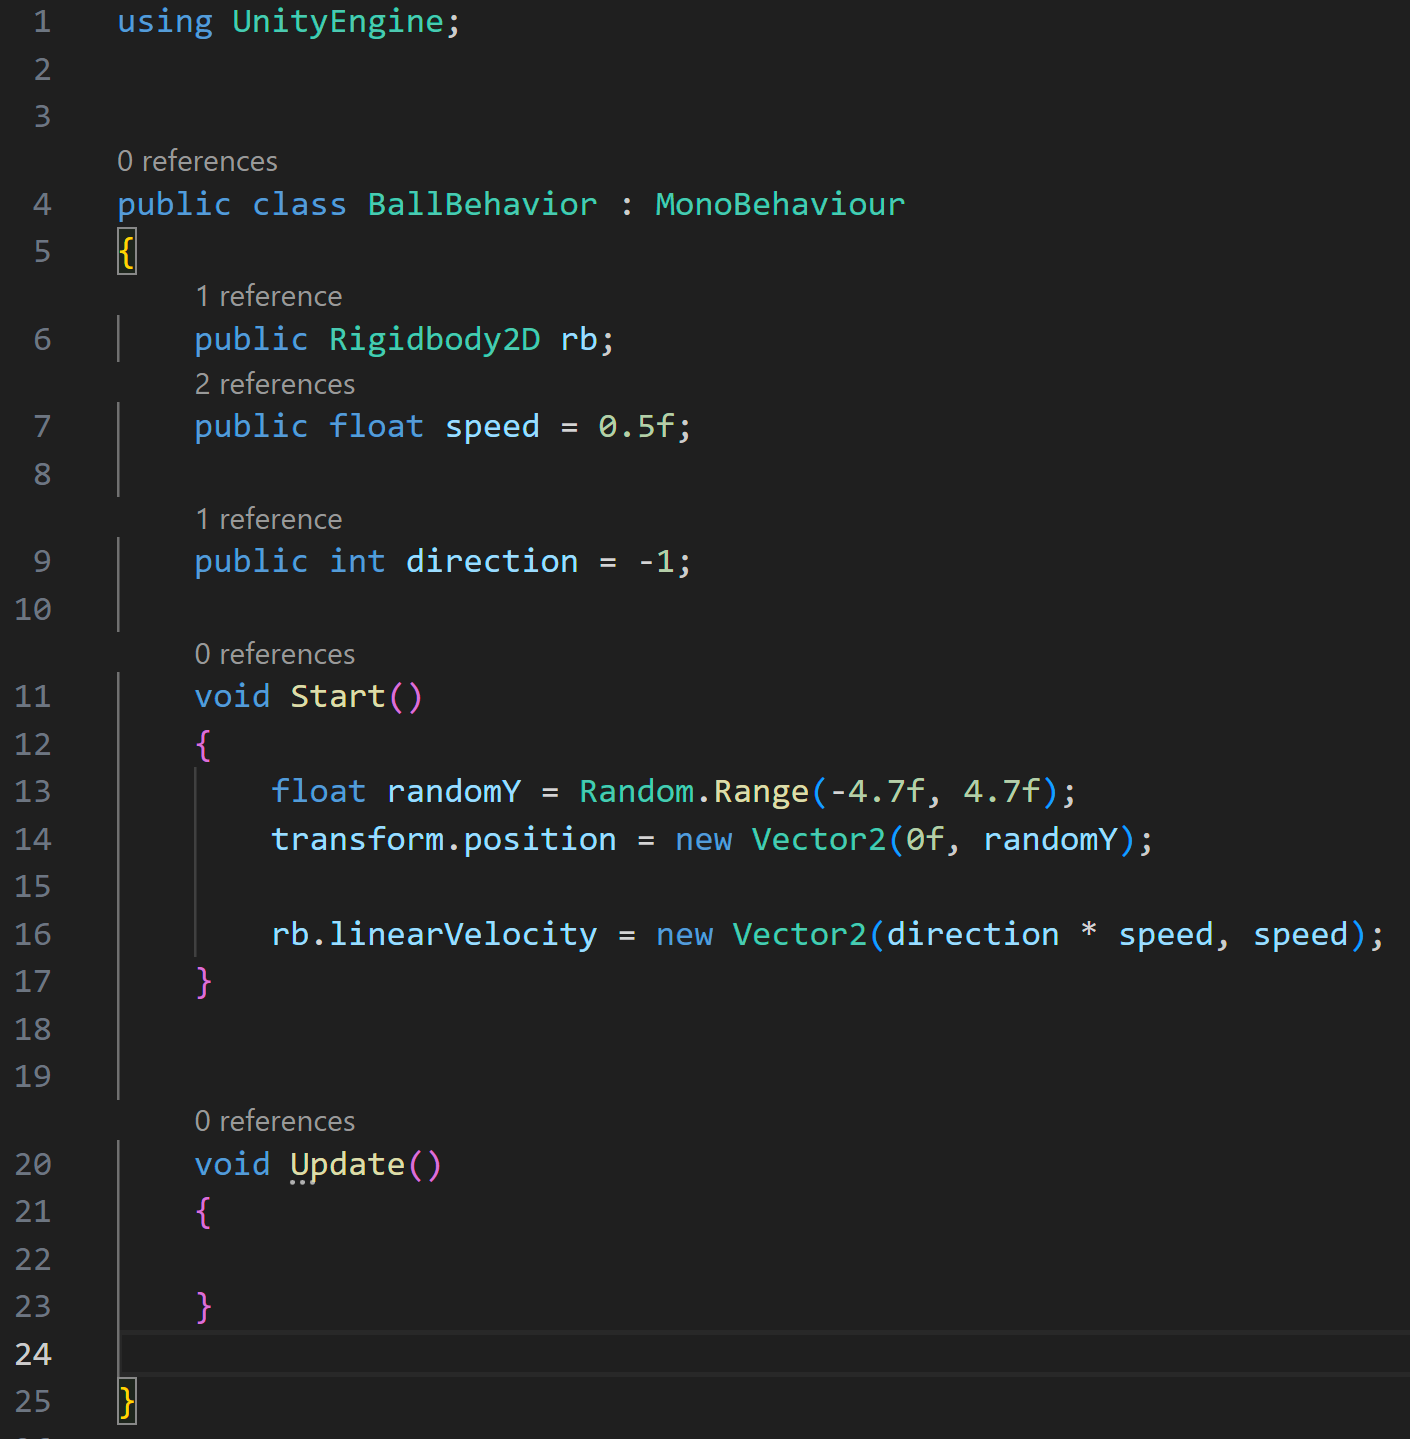 1 using UnityEngine;
2
3
0 references
4 public class BallBehavior : MonoBehaviour
5 {
1 reference
6 public Rigidbody2D rb;
2 references
7 public float speed = 0.5f;
8
1 reference
9 public int direction = -1;
10
0 references
11 void Start()
12 {
13 float randomY = Random.Range(-4.7f, 4.7f);
14 transform.position = new Vector2(0f, randomY);
15
16 rb.linearVelocity = new Vector2(direction * speed, speed);
17 }
18
19
0 references
20 void Update()
21 {
22
23 }
24
25 }